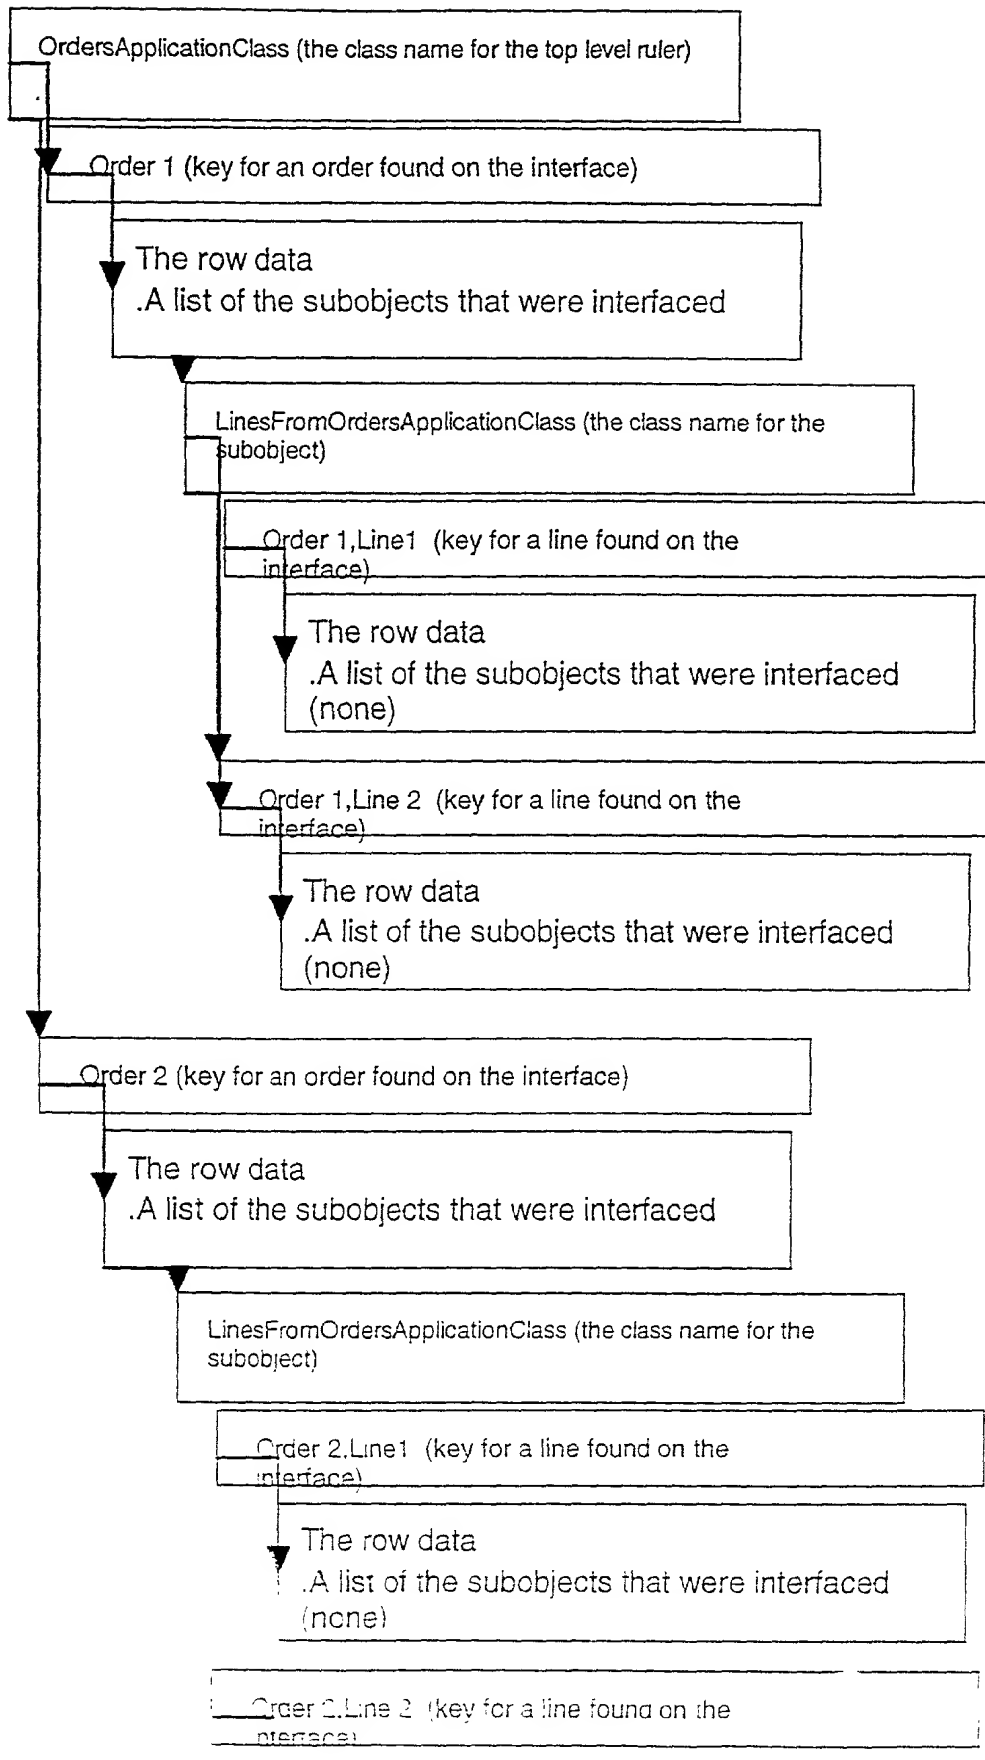 OrdersApplicationClass (the class name for the top level ruler)
Order 1 (key for an order found on the interface)
The row data
.A list of the subobjects that were interfaced
LinesFromOrdersApplicationClass (the class name for the
subobject)
Order 1,Line1 (key for a line found on the
interface)
The row data
.A list of the subobjects that were interfaced
(none)
Order 1,Line 2 (key for a line found on the
interface)
The row data
.A list of the subobjects that were interfaced
(none)
Order 2 (key for an order found on the interface)
The row data
.A list of the subobjects that were interfaced
LinesFromOrdersApplicationClass (the class name for the
subobject)
Order 2,Line1 (key for a line found on the
interface)
The row data
.A list of the subobjects that were interfaced
(none)
Order 2,Line 2 (key for a line found on the
interface)